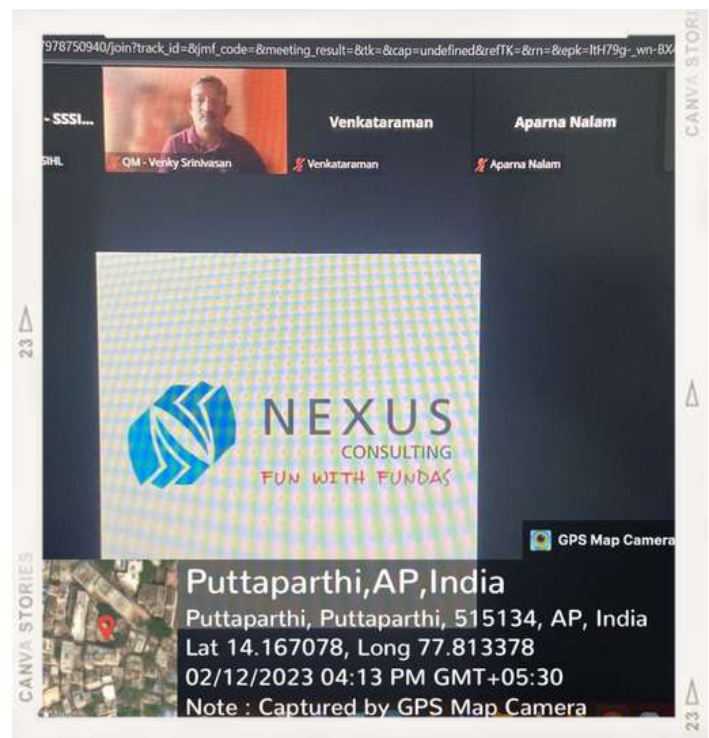 7978750940/join?track_id=&jmf_code=&meeting_result=&tk=&cap=undefined&refTK=&rn=&epk=ItH79g-_wn-BX
- SSSI...
Venkataraman
Aparna Nalam
SIHL
QM - Venky Srinivasan
Venkataraman
Aparna Nalam
NEXUS
CONSULTING
FUN WITH FUNDAS
GPS Map Camera
Puttaparthi,AP,India
Puttaparthi, Puttaparthi, 515134, AP, India
Lat 14.167078, Long 77.813378
02/12/2023 04:13 PM GMT+05:30
Note : Captured by GPS Map Camera
CANVA STORI
23
CANVA STORIES
23